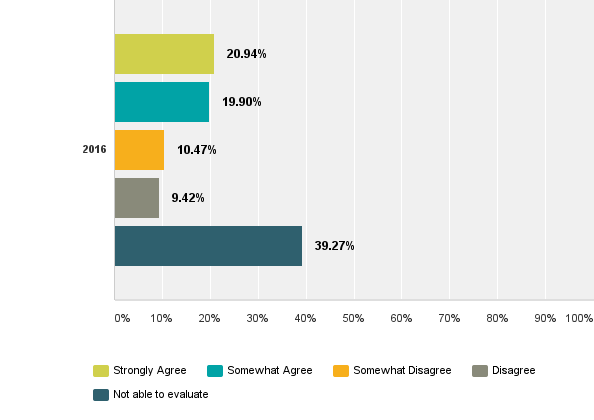 20.94%
19.90%
2016
10.47%
9.42%
39.27%
0% 10% 20% 30% 40% 50% 60% 70% 80% 90% 100%
Strongly Agree Somewhat Agree Somewhat Disagree Disagree
Not able to evaluate